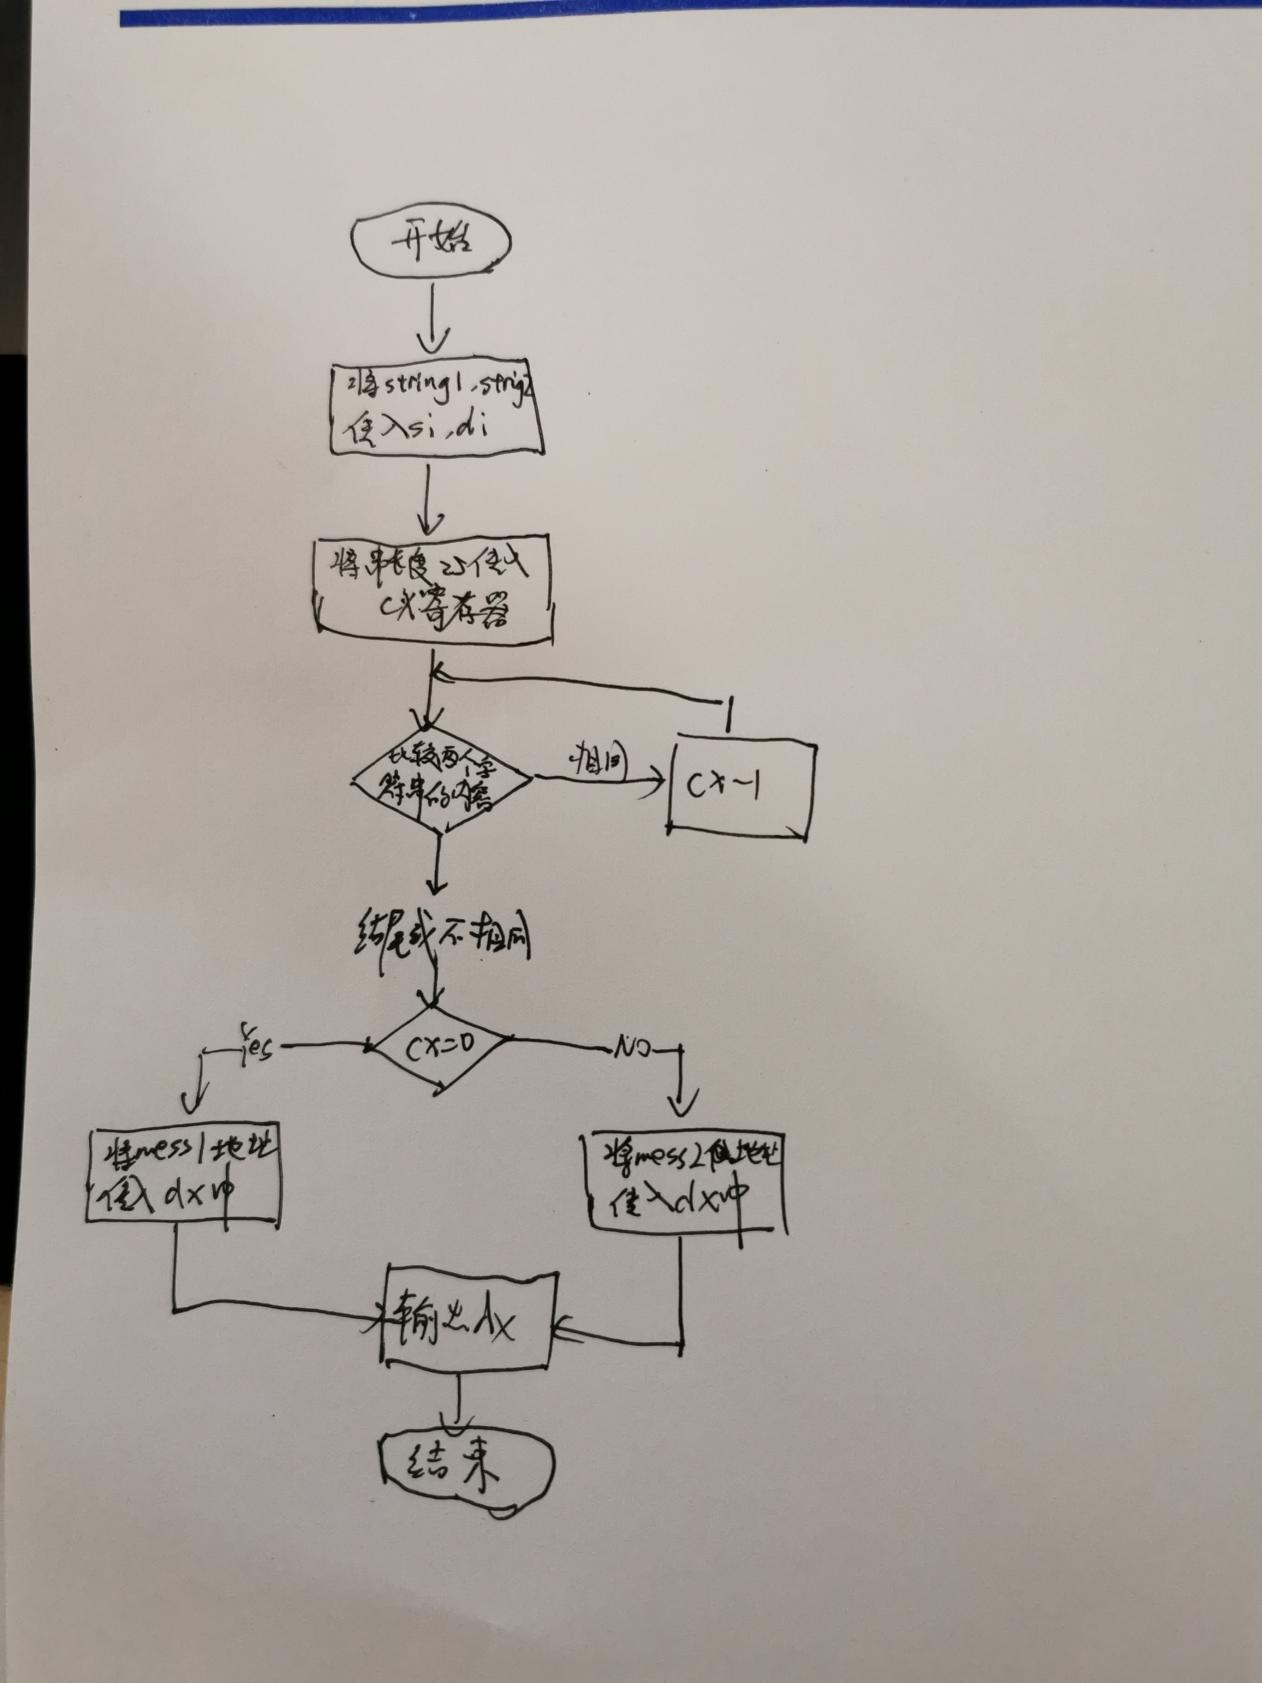 开始
将string1,string2
传入si,di
将串长度25传入
cx寄存器
比较两个字
符串的内容
相同
cx-1
结尾或不相同
cx=0
Yes
No
将mess1地址
传入dx中
将mess2地址
传入dx中
输出dx
结束